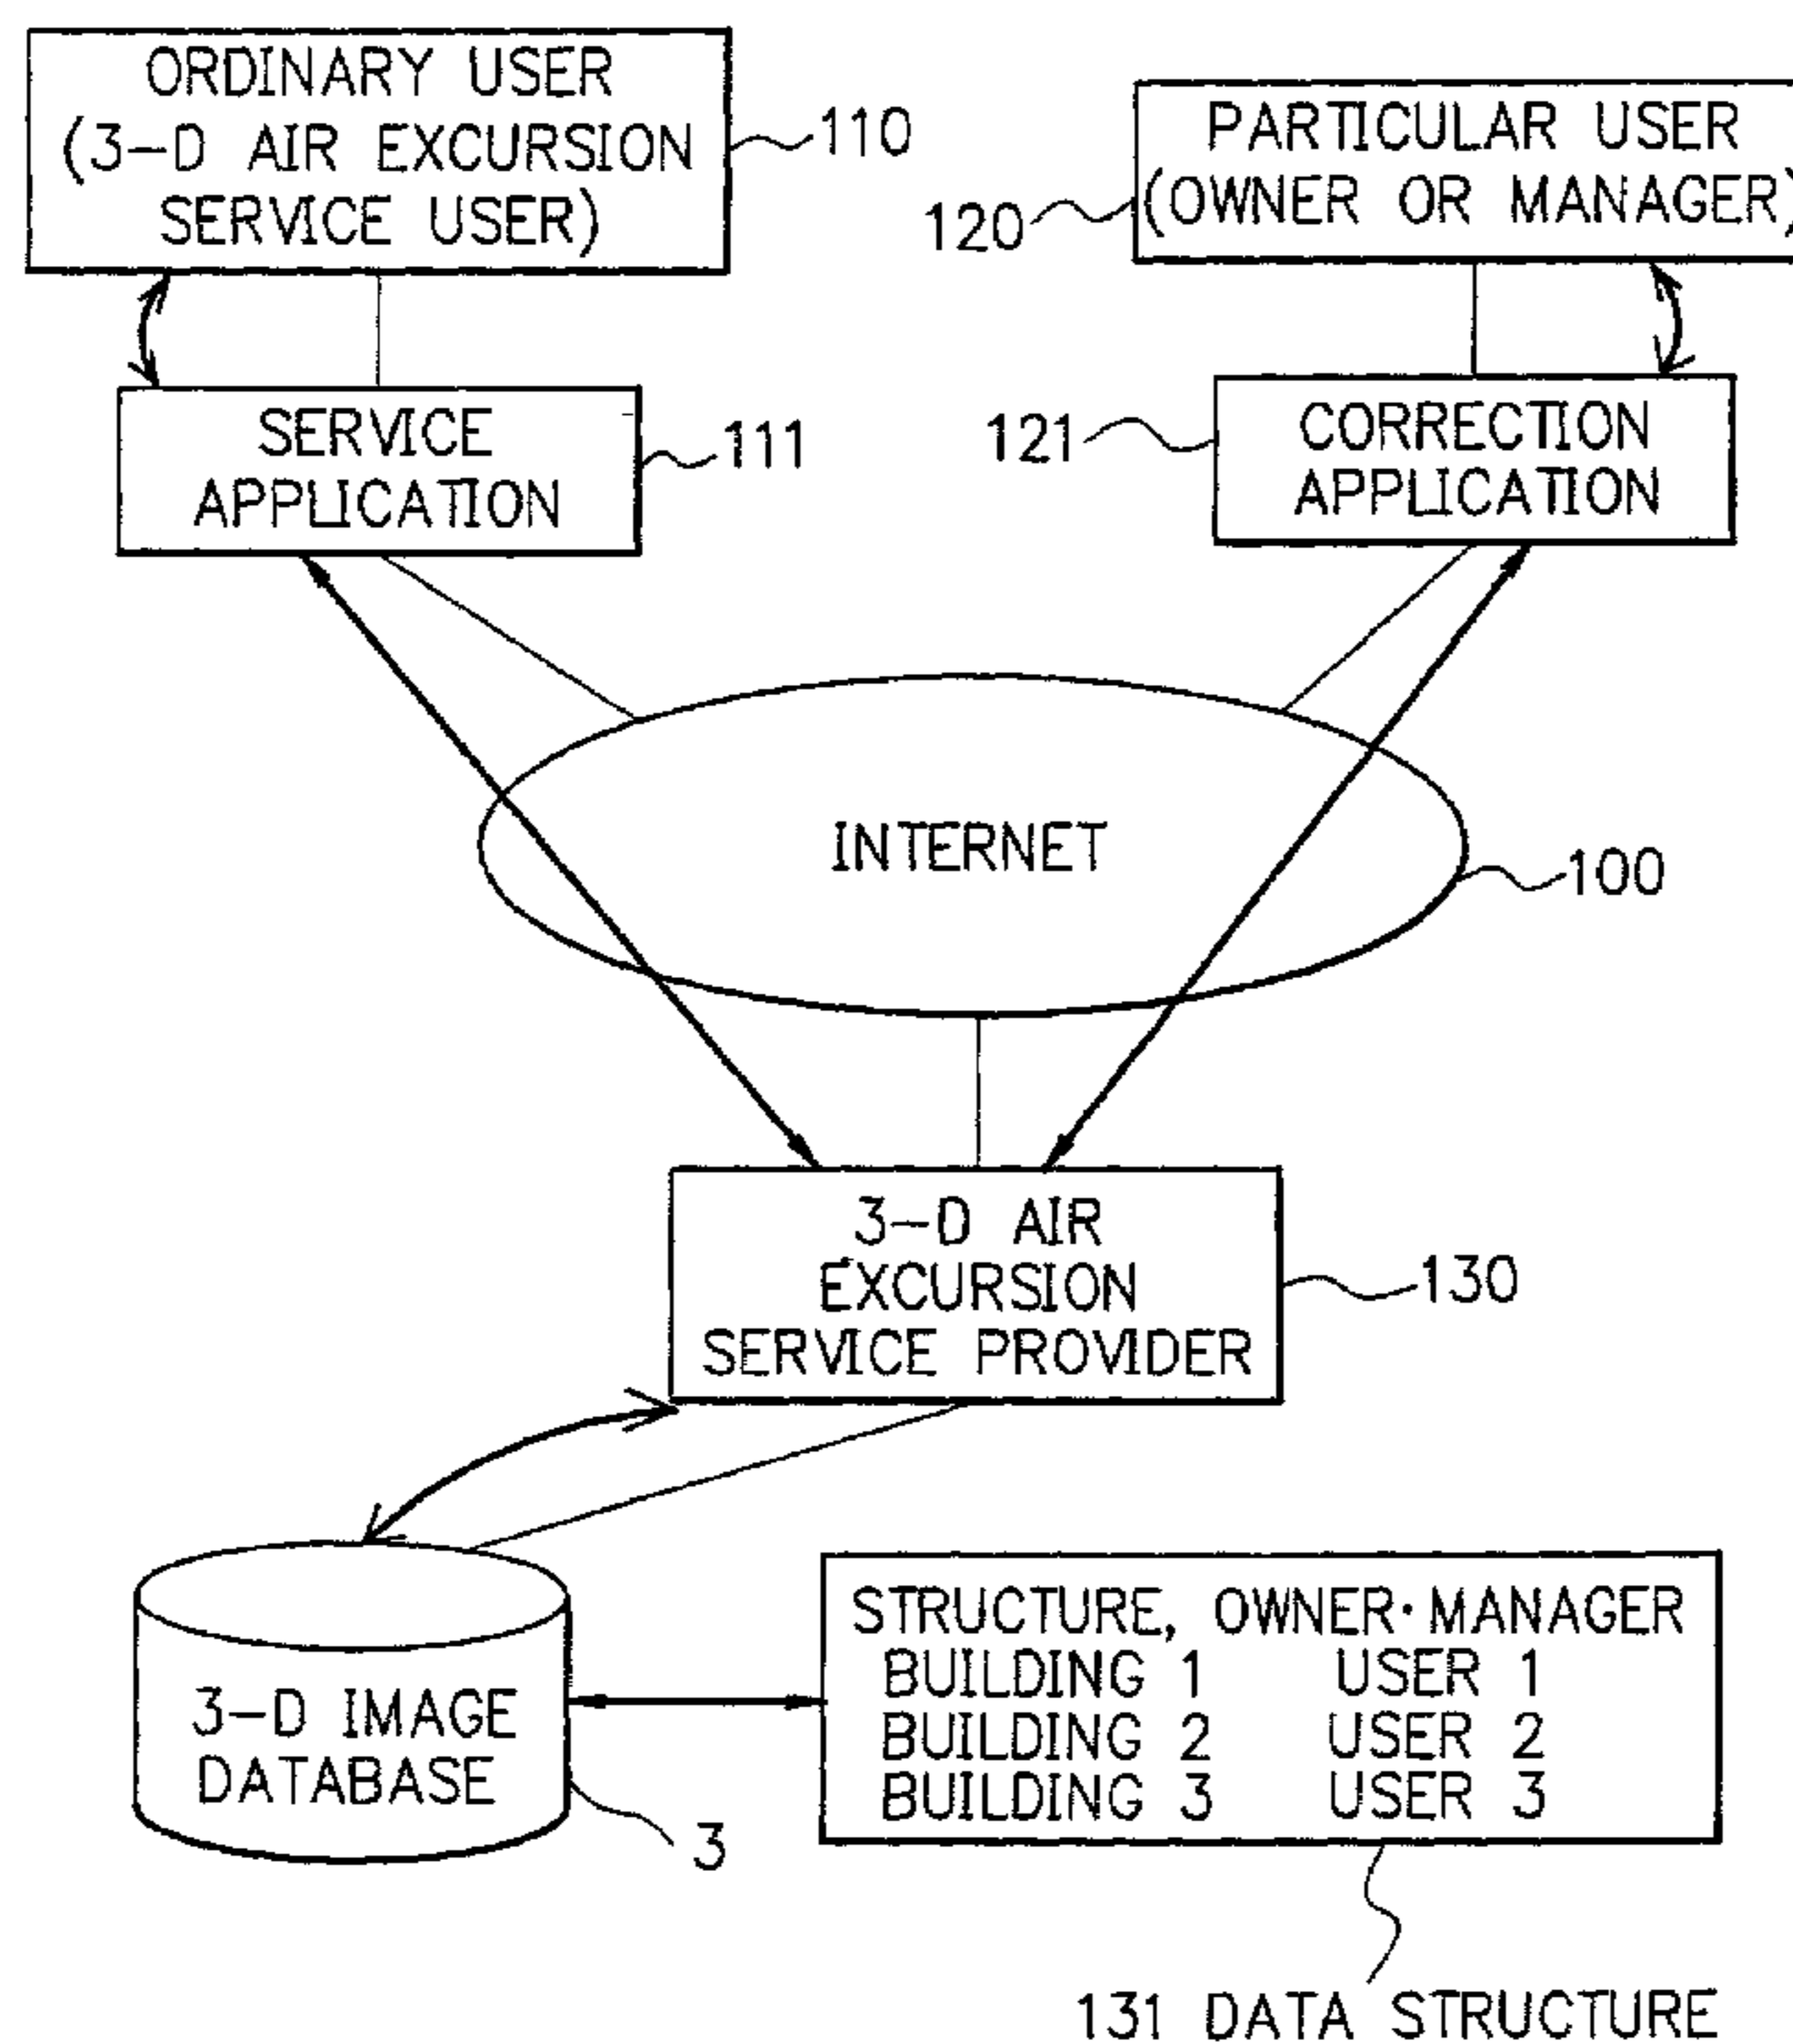 ORDINARY USER
(3-D AIR EXCURSION
SERVICE USER)
110
PARTICULAR USER
(OWNER OR MANAGER)
120
SERVICE
APPLICATION
111
CORRECTION
APPLICATION
121
INTERNET
100
3-D AIR
EXCURSION
SERVICE PROVIDER
130
3-D IMAGE
DATABASE
3
STRUCTURE, OWNER·MANAGER
BUILDING 1 USER 1
BUILDING 2 USER 2
BUILDING 3 USER 3
131 DATA STRUCTURE